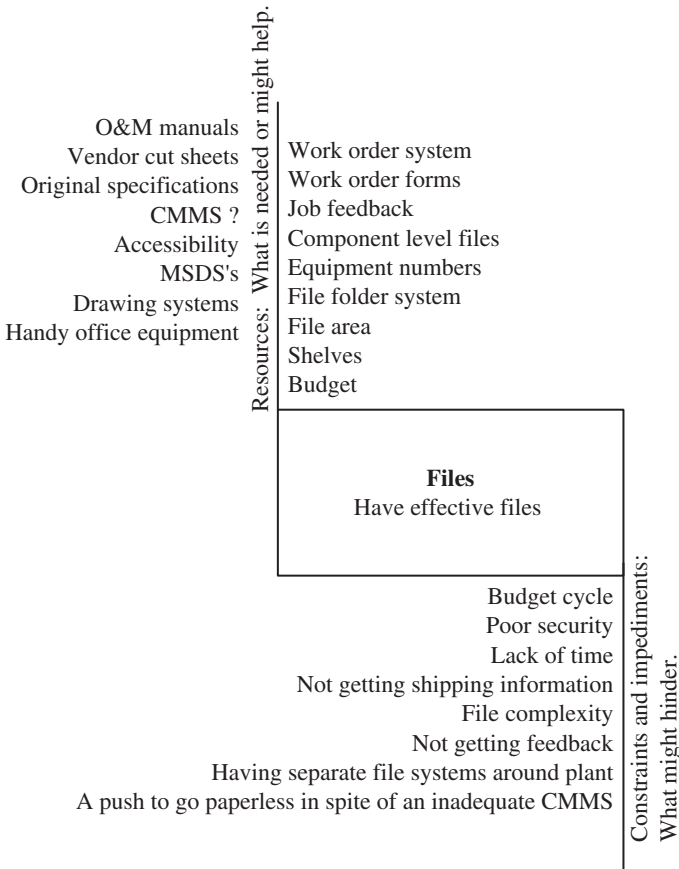 Resources:  What is needed or might help.
O&M manuals
Vendor cut sheets
Original specifications
CMMS ?
Accessibility
MSDS's
Drawing systems
Handy office equipment
Work order system
Work order forms
Job feedback
Component level files
Equipment numbers
File folder system
File area
Shelves
Budget
Files
Have effective files
Budget cycle
Poor security
Lack of time
Not getting shipping information
File complexity
Not getting feedback
Having separate file systems around plant
A push to go paperless in spite of an inadequate CMMS
Constraints and impediments:
What might hinder.